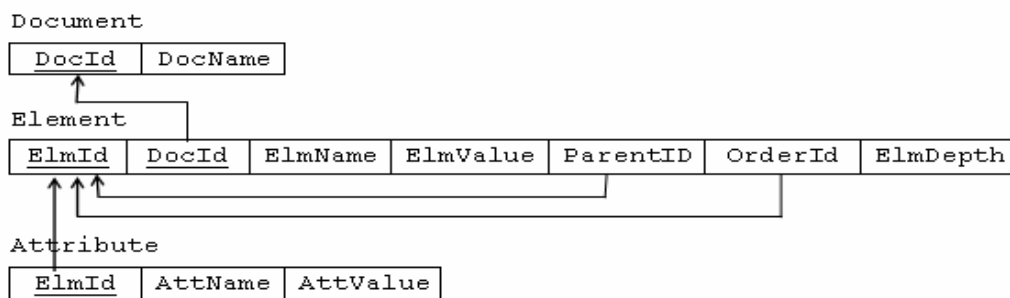 Document
DocId DocName
Element
ElmId DocId ElmName ElmValue ParentID OrderId ElmDepth
Attribute
ElmId AttName AttValue